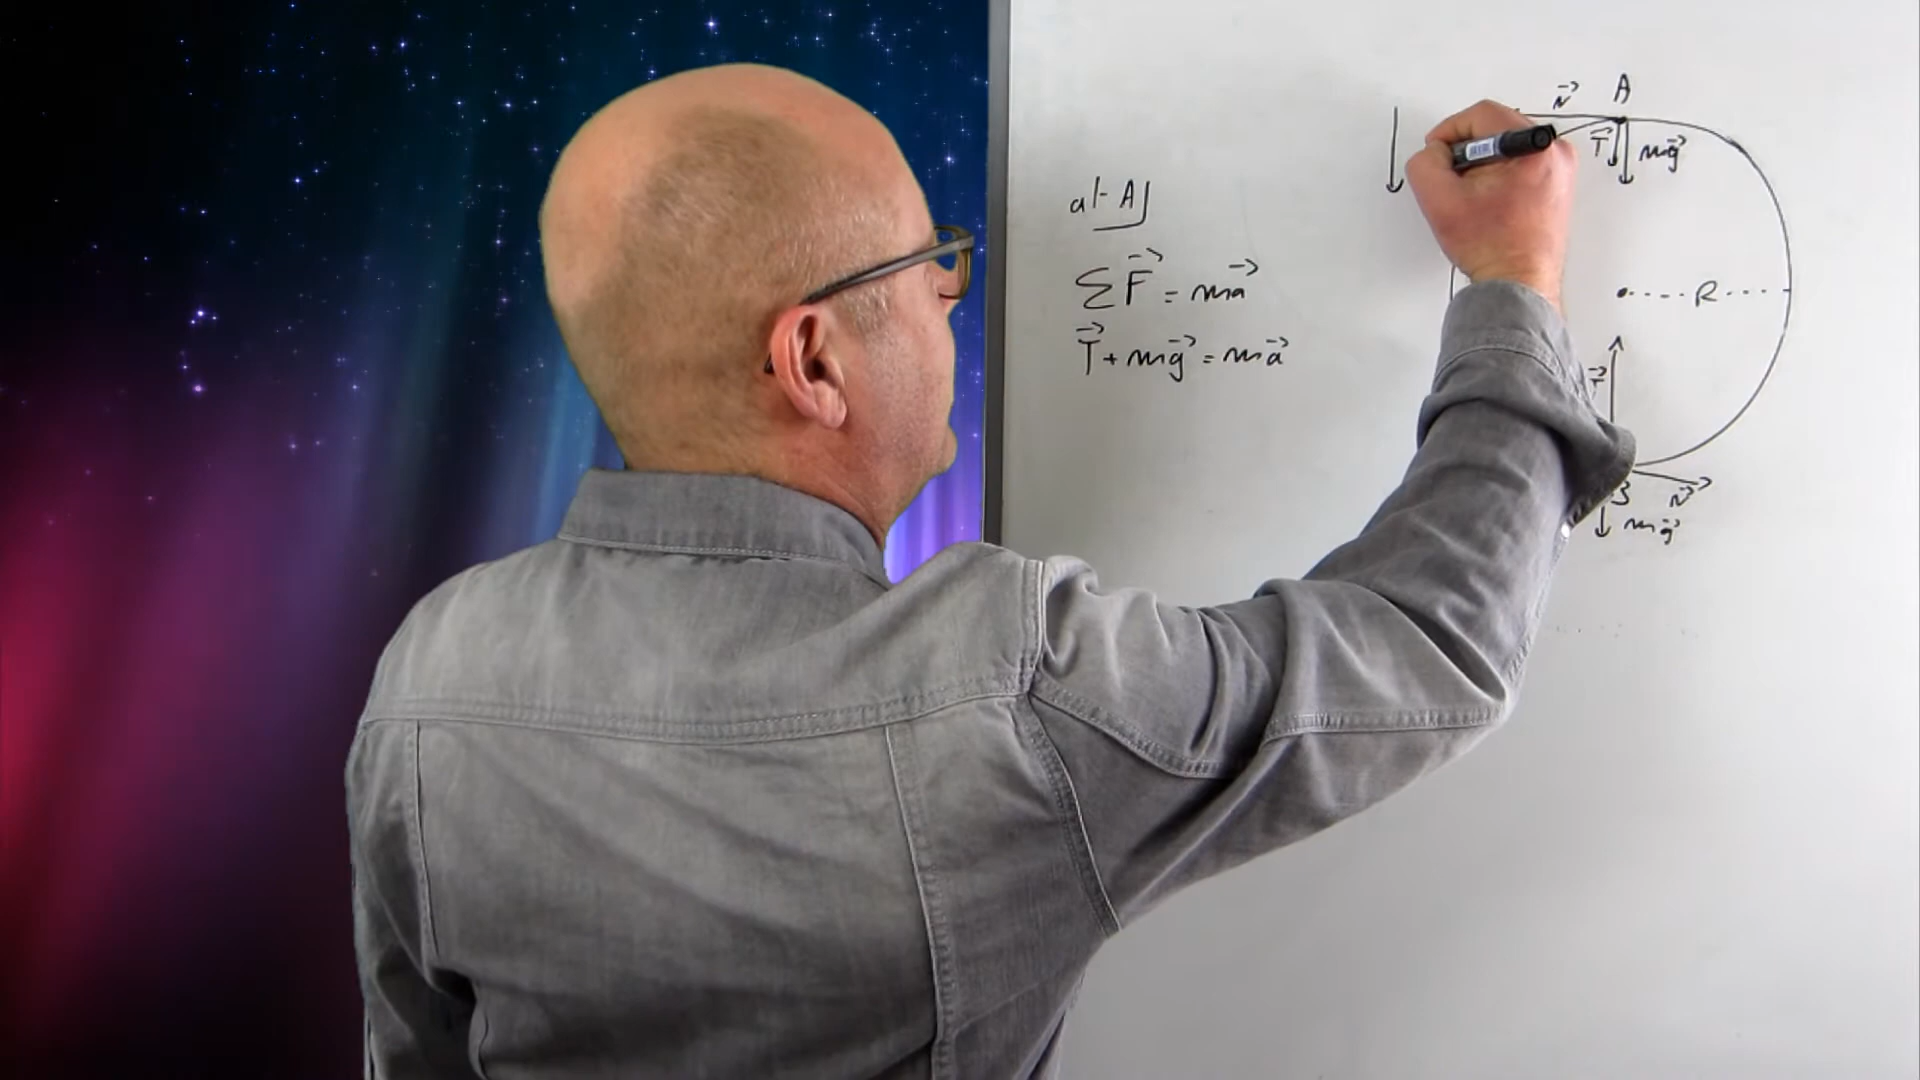 a|- A
ΣF⃗ = ma⃗
T⃗ + mg⃗ = ma⃗
A
T⃗
mg⃗
R
mg⃗